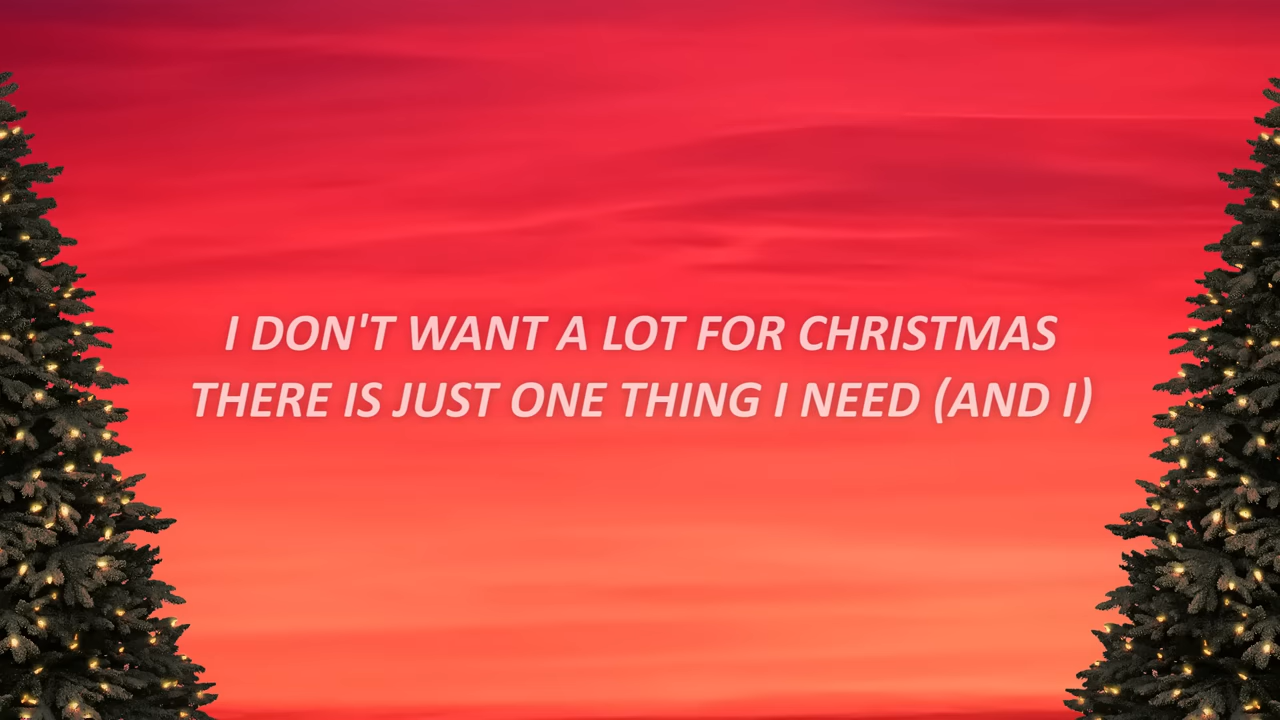 I DON'T WANT A LOT FOR CHRISTMAS
THERE IS JUST ONE THING I NEED (AND I)